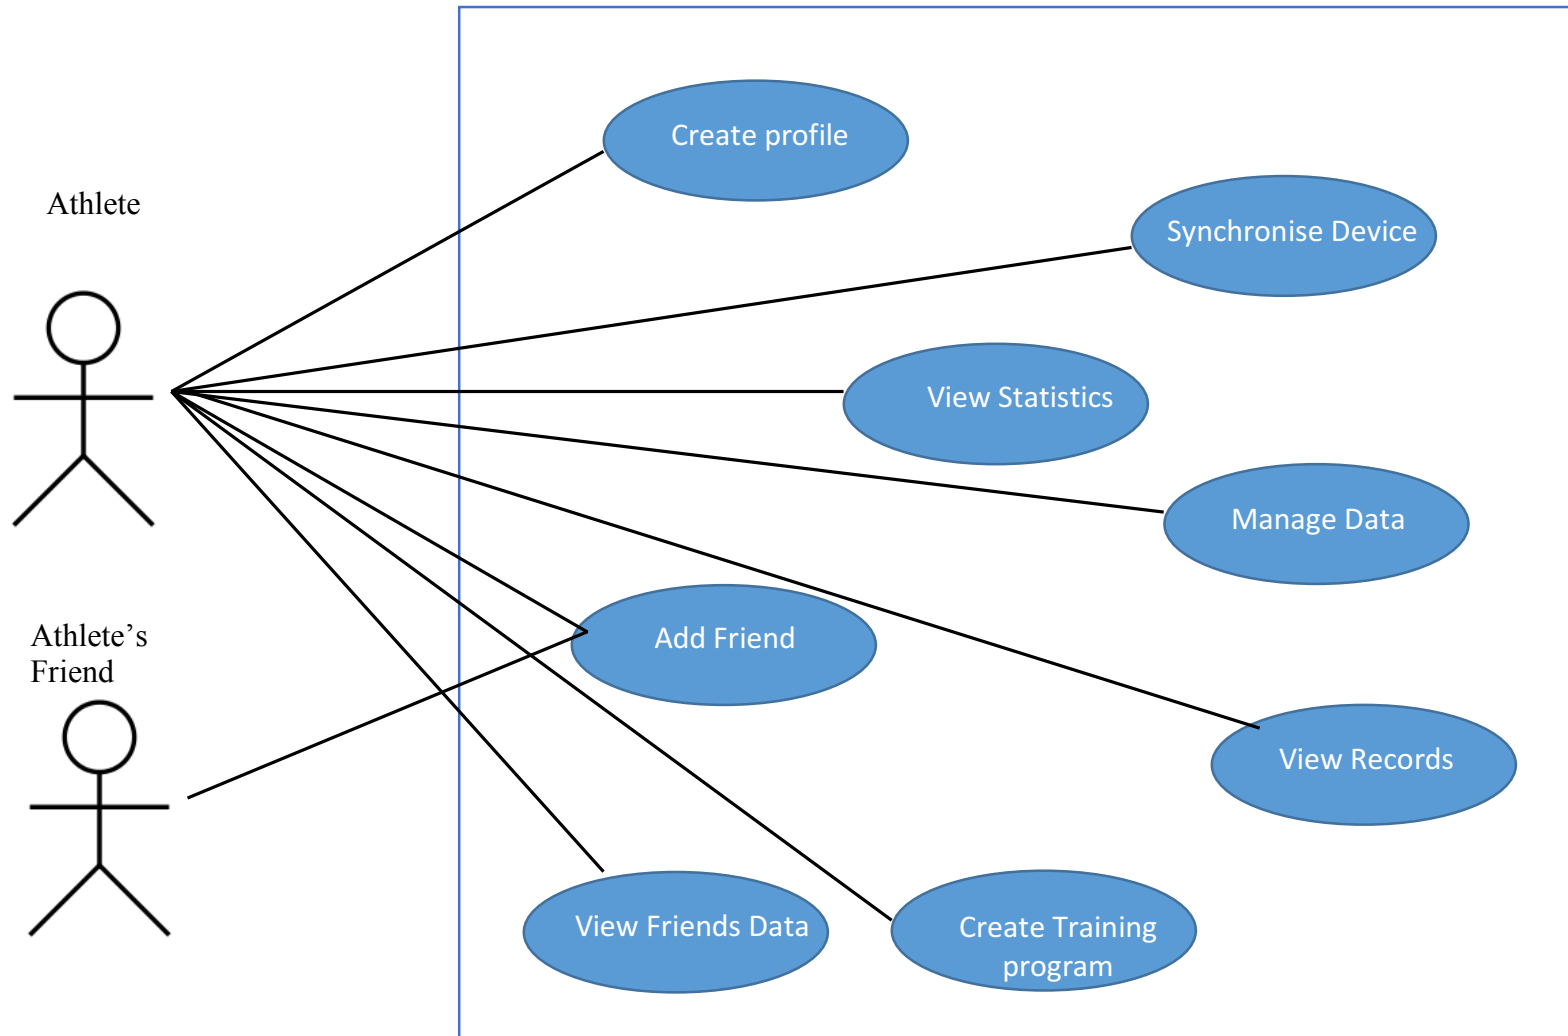 Create profile
Athlete
Synchronise Device
View Statistics
Manage Data
Athlete’s
Friend
Add Friend
View Records
View Friends Data
Create Training
program